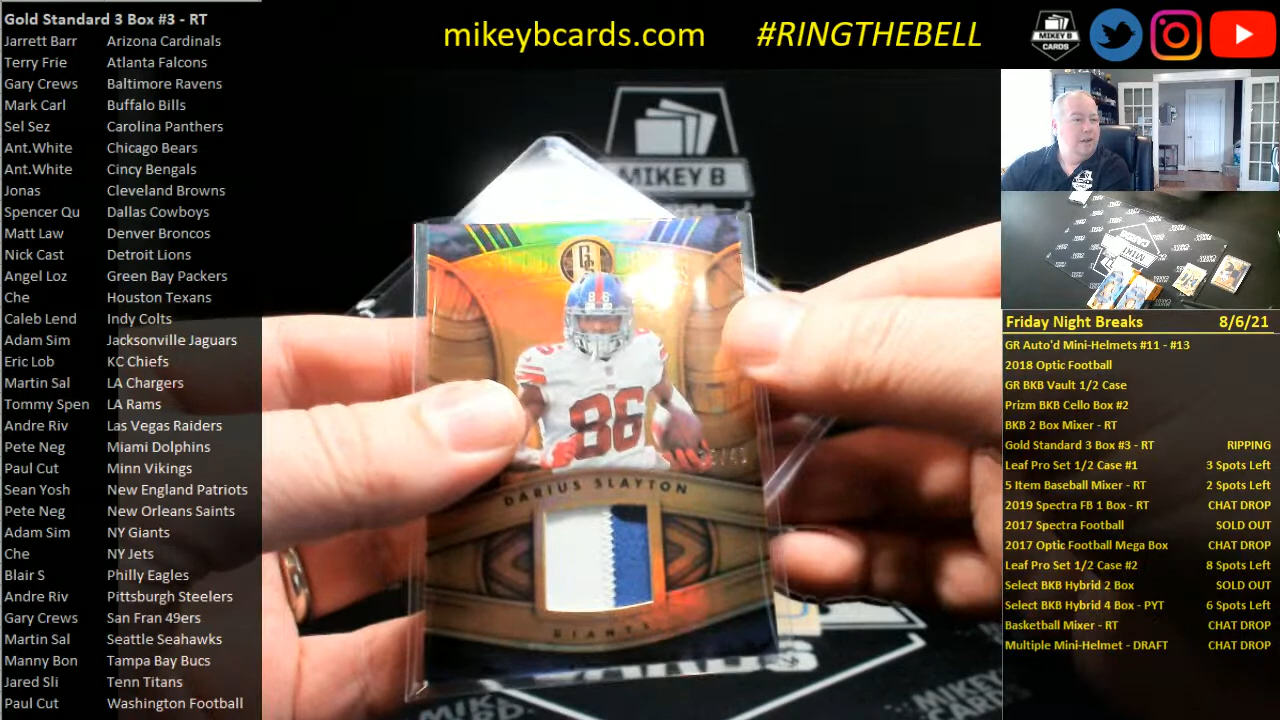 Gold Standard 3 Box #3 - RT
Jarrett Barr Arizona Cardinals
Terry Frie Atlanta Falcons
Gary Crews Baltimore Ravens
Mark Carl Buffalo Bills
Sel Sez Carolina Panthers
Ant.White Chicago Bears
Ant.White Cincy Bengals
Jonas Cleveland Browns
Spencer Qu Dallas Cowboys
Matt Law Denver Broncos
Nick Cast Detroit Lions
Angel Loz Green Bay Packers
Che Houston Texans
Caleb Lend Indy Colts
Adam Sim Jacksonville Jaguars
Eric Lob KC Chiefs
Martin Sal LA Chargers
Tommy Spen LA Rams
Andre Riv Las Vegas Raiders
Pete Neg Miami Dolphins
Paul Cut Minn Vikings
Sean Yosh New England Patriots
Pete Neg New Orleans Saints
Adam Sim NY Giants
Che NY Jets
Blair S Philly Eagles
Andre Riv Pittsburgh Steelers
Gary Crews San Fran 49ers
Martin Sal Seattle Seahawks
Manny Bon Tampa Bay Bucs
Jared Sli Tenn Titans
Paul Cut Washington Football
mikeybcards.com #RINGTHEBELL
MIKEY B
CARDS
MIKEY B
86
86
86
DARIUS SLAYTON
GIANTS
Friday Night Breaks 8/6/21
GR Auto'd Mini-Helmets #11 - #13
2018 Optic Football
GR BKB Vault 1/2 Case
Prizm BKB Cello Box #2
BKB 2 Box Mixer - RT
Gold Standard 3 Box #3 - RT RIPPING
Leaf Pro Set 1/2 Case #1 3 Spots Left
5 Item Baseball Mixer - RT 2 Spots Left
2019 Spectra FB 1 Box - RT CHAT DROP
2017 Spectra Football SOLD OUT
2017 Optic Football Mega Box CHAT DROP
Leaf Pro Set 1/2 Case #2 8 Spots Left
Select BKB Hybrid 2 Box SOLD OUT
Select BKB Hybrid 4 Box - PYT 6 Spots Left
Basketball Mixer - RT CHAT DROP
Multiple Mini-Helmet - DRAFT CHAT DROP